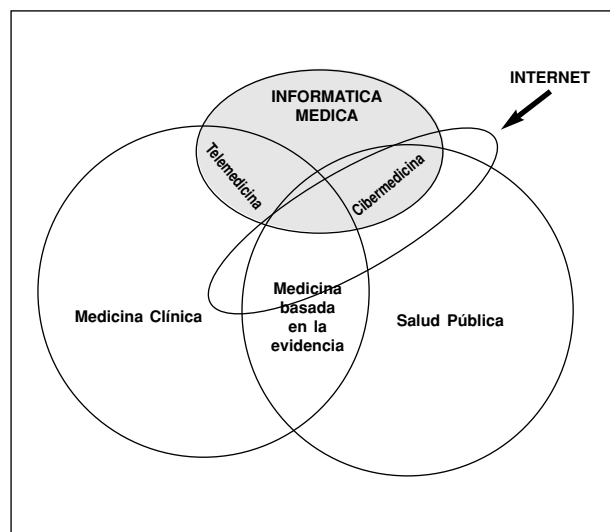 INTERNET
INFORMATICA
MEDICA
Telemedicina
Cibermedicina
Medicina Clínica
Medicina
basada
en la
evidencia
Salud Pública